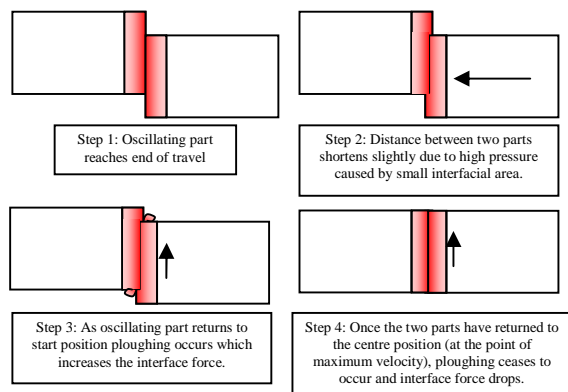 Step 1: Oscillating part
reaches end of travel
Step 2: Distance between two parts
shortens slightly due to high pressure
caused by small interfacial area.
Step 3: As oscillating part returns to
start position ploughing occurs which
increases the interface force.
Step 4: Once the two parts have returned to
the centre position (at the point of
maximum velocity), ploughing ceases to
occur and interface force drops.